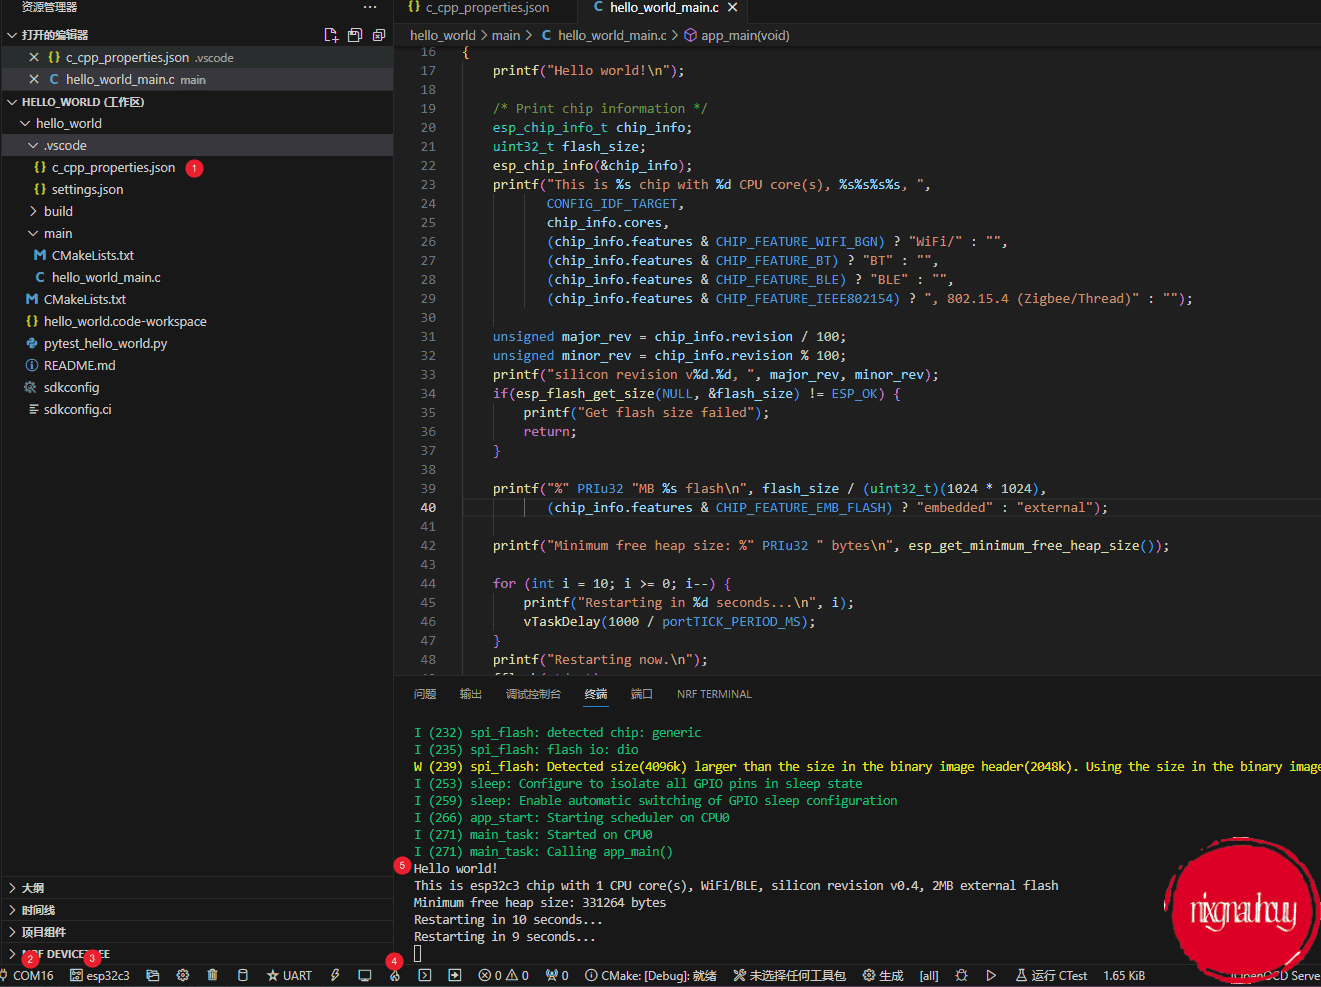 资源管理器 ···
打开的编辑器
c_cpp_properties.json .vscode
hello_world_main.c main
HELLO_WORLD (工作区)
hello_world
.vscode
c_cpp_properties.json 1
settings.json
build
main
CMakeLists.txt
hello_world_main.c
CMakeLists.txt
hello_world.code-workspace
pytest_hello_world.py
README.md
sdkconfig
sdkconfig.ci
大纲
时间线
项目组件
c_cpp_properties.json
hello_world_main.c
hello_world > main > C hello_world_main.c > app_main(void)
16 {
17 printf("Hello world!\n");
18
19 /* Print chip information */
20 esp_chip_info_t chip_info;
21 uint32_t flash_size;
22 esp_chip_info(&chip_info);
23 printf("This is %s chip with %d CPU core(s), %s%s%s%s, ",
24 CONFIG_IDF_TARGET,
25 chip_info.cores,
26 (chip_info.features & CHIP_FEATURE_WIFI_BGN) ? "WiFi/" : "",
27 (chip_info.features & CHIP_FEATURE_BT) ? "BT" : "",
28 (chip_info.features & CHIP_FEATURE_BLE) ? "BLE" : "",
29 (chip_info.features & CHIP_FEATURE_IEEE802154) ? ", 802.15.4 (Zigbee/Thread)" : "");
30
31 unsigned major_rev = chip_info.revision / 100;
32 unsigned minor_rev = chip_info.revision % 100;
33 printf("silicon revision v%d.%d, ", major_rev, minor_rev);
34 if(esp_flash_get_size(NULL, &flash_size) != ESP_OK) {
35 printf("Get flash size failed");
36 return;
37 }
38
39 printf("%" PRIu32 "MB %s flash\n", flash_size / (uint32_t)(1024 * 1024),
40 (chip_info.features & CHIP_FEATURE_EMB_FLASH) ? "embedded" : "external");
41
42 printf("Minimum free heap size: %" PRIu32 " bytes\n", esp_get_minimum_free_heap_size());
43
44 for (int i = 10; i >= 0; i--) {
45 printf("Restarting in %d seconds...\n", i);
46 vTaskDelay(1000 / portTICK_PERIOD_MS);
47 }
48 printf("Restarting now.\n");
问题 输出 调试控制台 终端 端口 NRF TERMINAL
I (232) spi_flash: detected chip: generic
I (235) spi_flash: flash io: dio
W (239) spi_flash: Detected size(4096k) larger than the size in the binary image header(2048k). Using the size in the binary image
I (253) sleep: Configure to isolate all GPIO pins in sleep state
I (259) sleep: Enable automatic switching of GPIO sleep configuration
I (266) app_start: Starting scheduler on CPU0
I (271) main_task: Started on CPU0
I (271) main_task: Calling app_main()
5 Hello world!
This is esp32c3 chip with 1 CPU core(s), WiFi/BLE, silicon revision v0.4, 2MB external flash
Minimum free heap size: 331264 bytes
Restarting in 10 seconds...
Restarting in 9 seconds...
2 3 4
COM16 esp32c3 UART 0 0 0 CMake: [Debug]: 就绪 未选择任何工具包 生成 [all] 运行 CTest 1.65 KiB